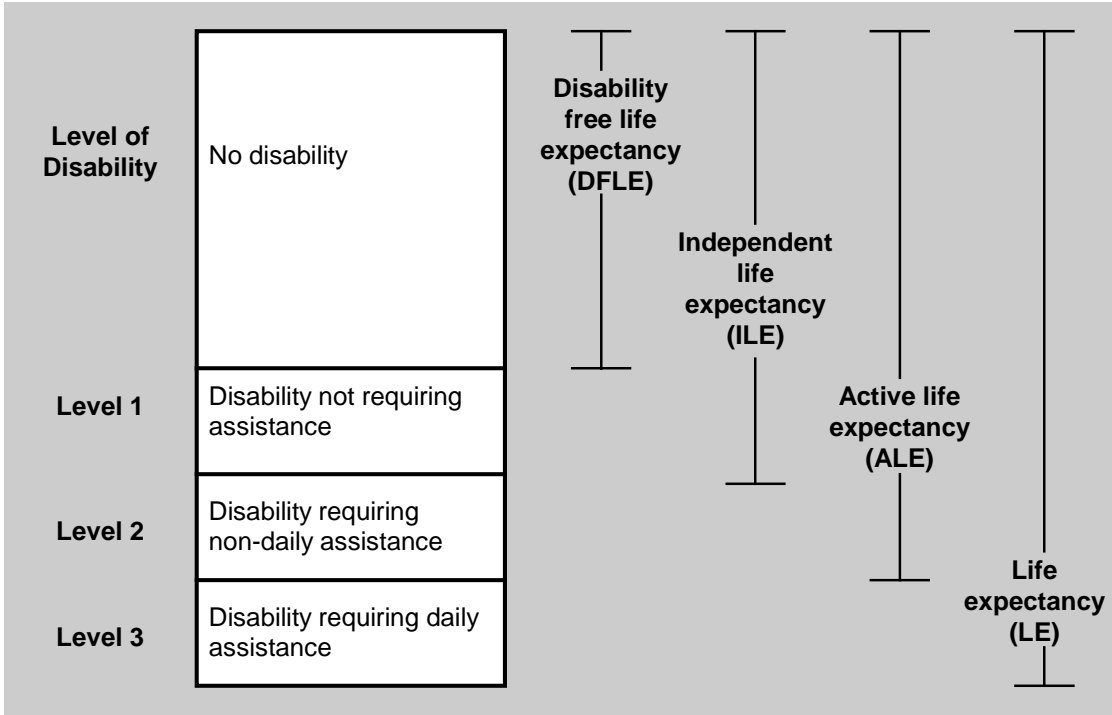 Level of
Disability
No disability
Disability
free life
expectancy
(DFLE)
Independent
life
expectancy
(ILE)
Level 1
Disability not requiring
assistance
Active life
expectancy
(ALE)
Level 2
Disability requiring
non-daily assistance
Life
expectancy
(LE)
Level 3
Disability requiring daily
assistance